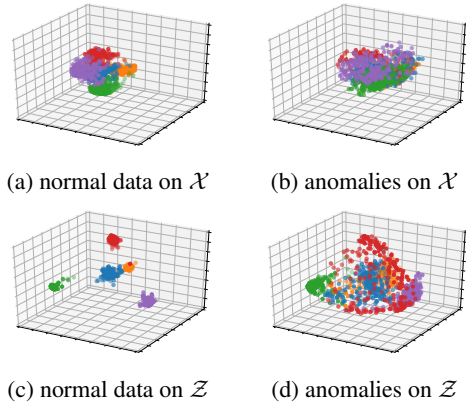 (a) normal data on 𝒳
(b) anomalies on 𝒳
(c) normal data on 𝒵
(d) anomalies on 𝒵